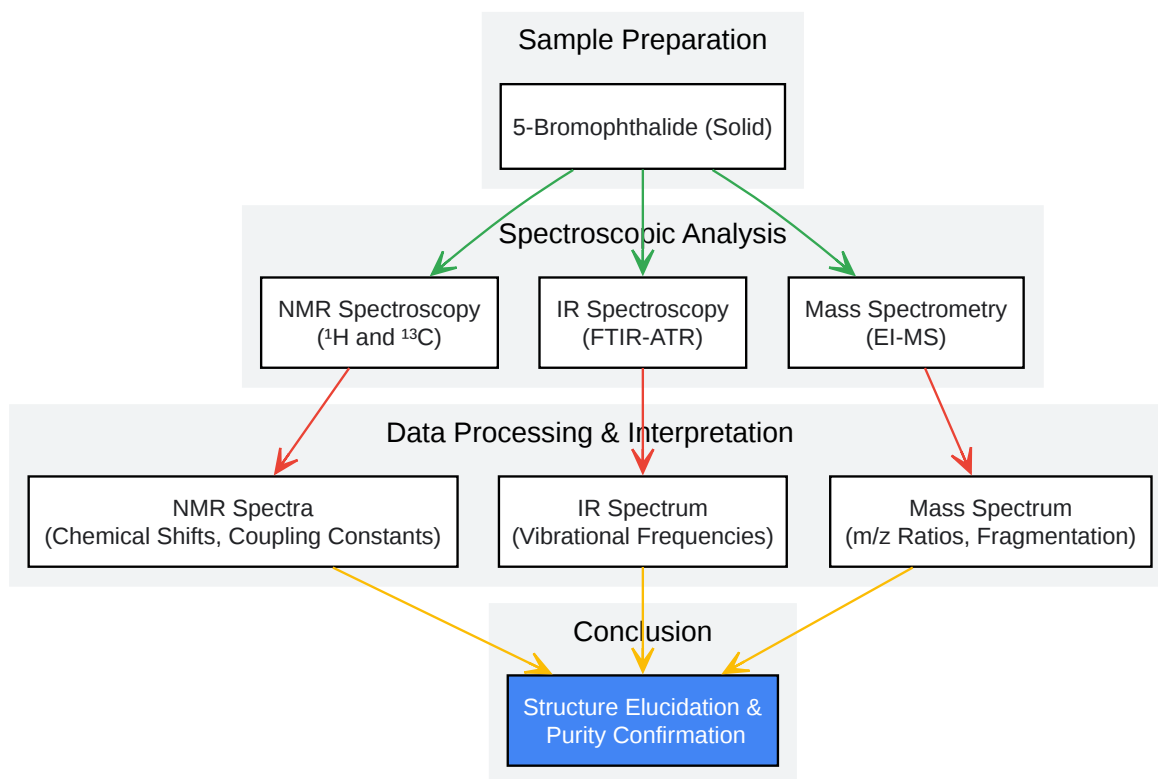 Sample Preparation
5-Bromophthalide (Solid)
Spectroscopic Analysis
NMR Spectroscopy
(¹H and ¹³C)
IR Spectroscopy
(FTIR-ATR)
Mass Spectrometry
(EI-MS)
Data Processing & Interpretation
NMR Spectra
(Chemical Shifts, Coupling Constants)
IR Spectrum
(Vibrational Frequencies)
Mass Spectrum
(m/z Ratios, Fragmentation)
Conclusion
Structure Elucidation &
Purity Confirmation